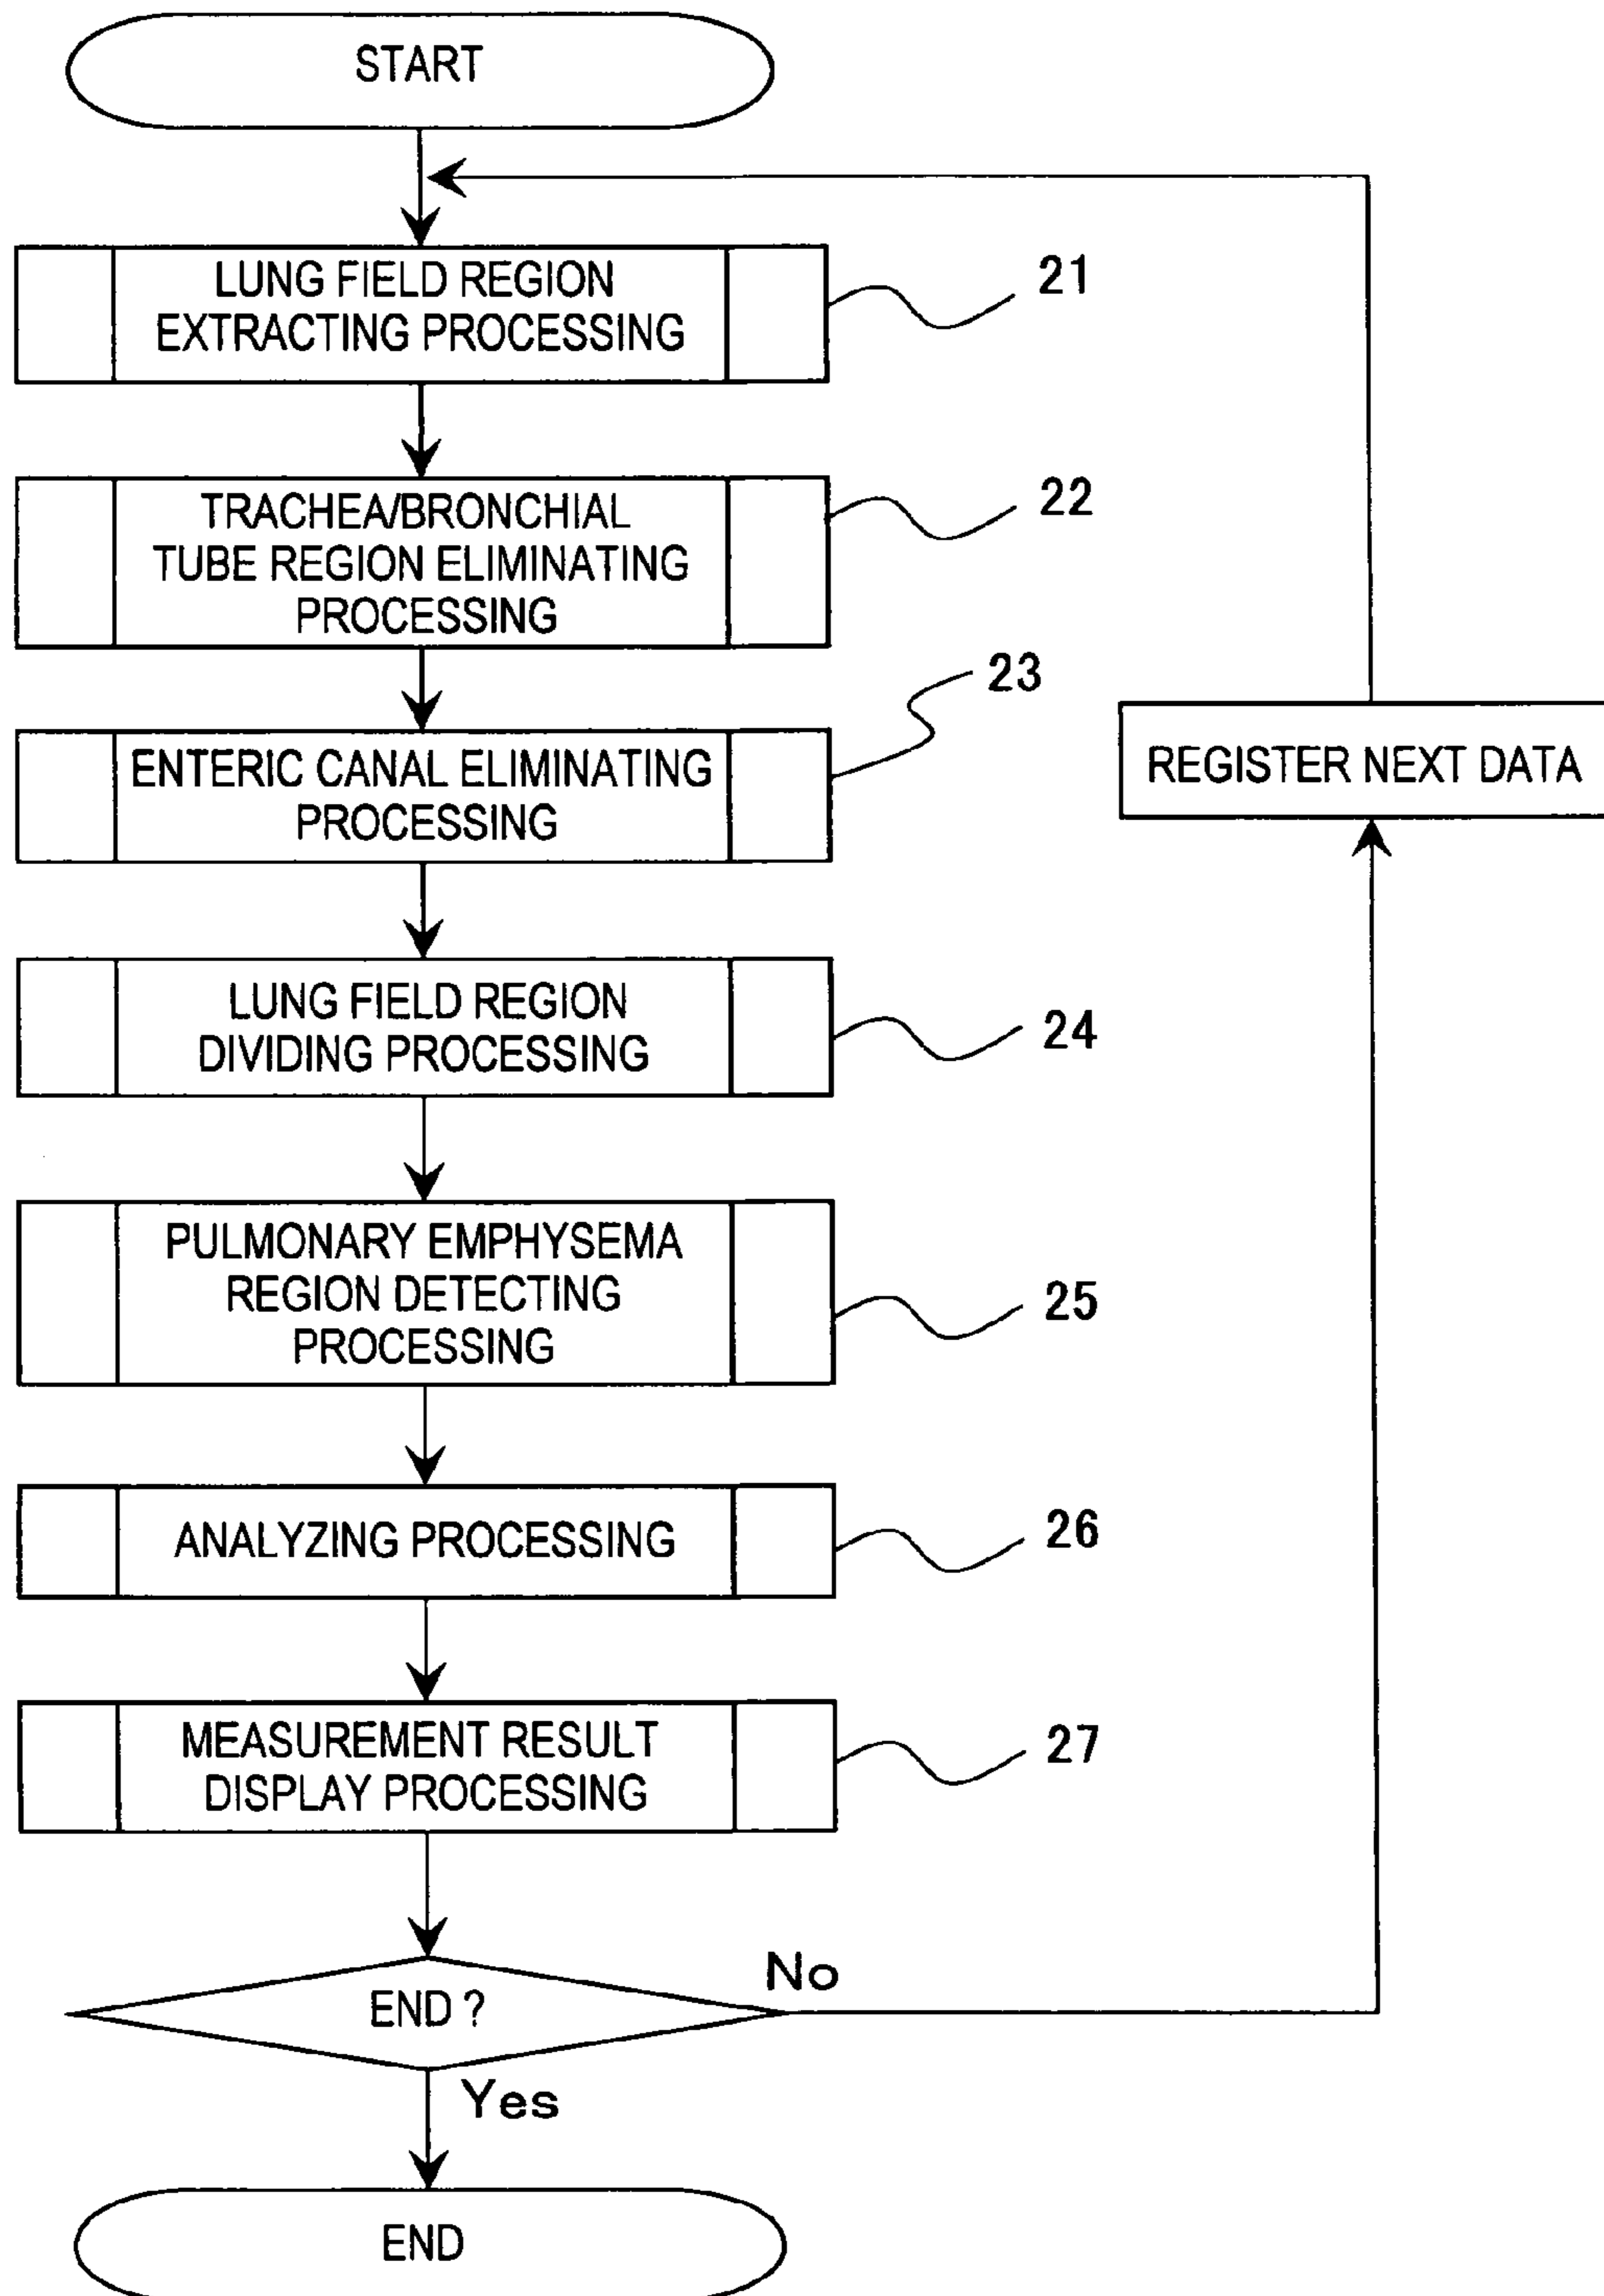 START
LUNG FIELD REGION
EXTRACTING PROCESSING
21
TRACHEA/BRONCHIAL
TUBE REGION ELIMINATING
PROCESSING
22
ENTERIC CANAL ELIMINATING
PROCESSING
23
REGISTER NEXT DATA
LUNG FIELD REGION
DIVIDING PROCESSING
24
PULMONARY EMPHYSEMA
REGION DETECTING
PROCESSING
25
ANALYZING PROCESSING
26
MEASUREMENT RESULT
DISPLAY PROCESSING
27
END ?
No
Yes
END